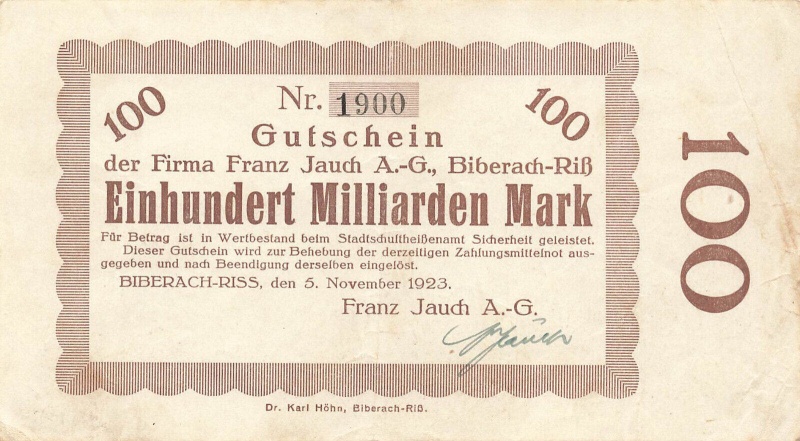 100
Nr. 1900
100
Gutschein
der Firma Franz Jauch A.-G., Biberach-Riß
Einhundert Milliarden Mark
Für Betrag ist in Wertbestand beim Stadtschultheißenamt Sicherheit geleistet.
Dieser Gutschein wird zur Behebung der derzeitigen Zahlungsmittelnot aus-
gegeben und nach Beendigung derselben eingelöst.
BIBERACH-RISS, den 5. November 1923.
Franz Jauch A.-G.
Jauch
Dr. Karl Höhn, Biberach-Riß.
100